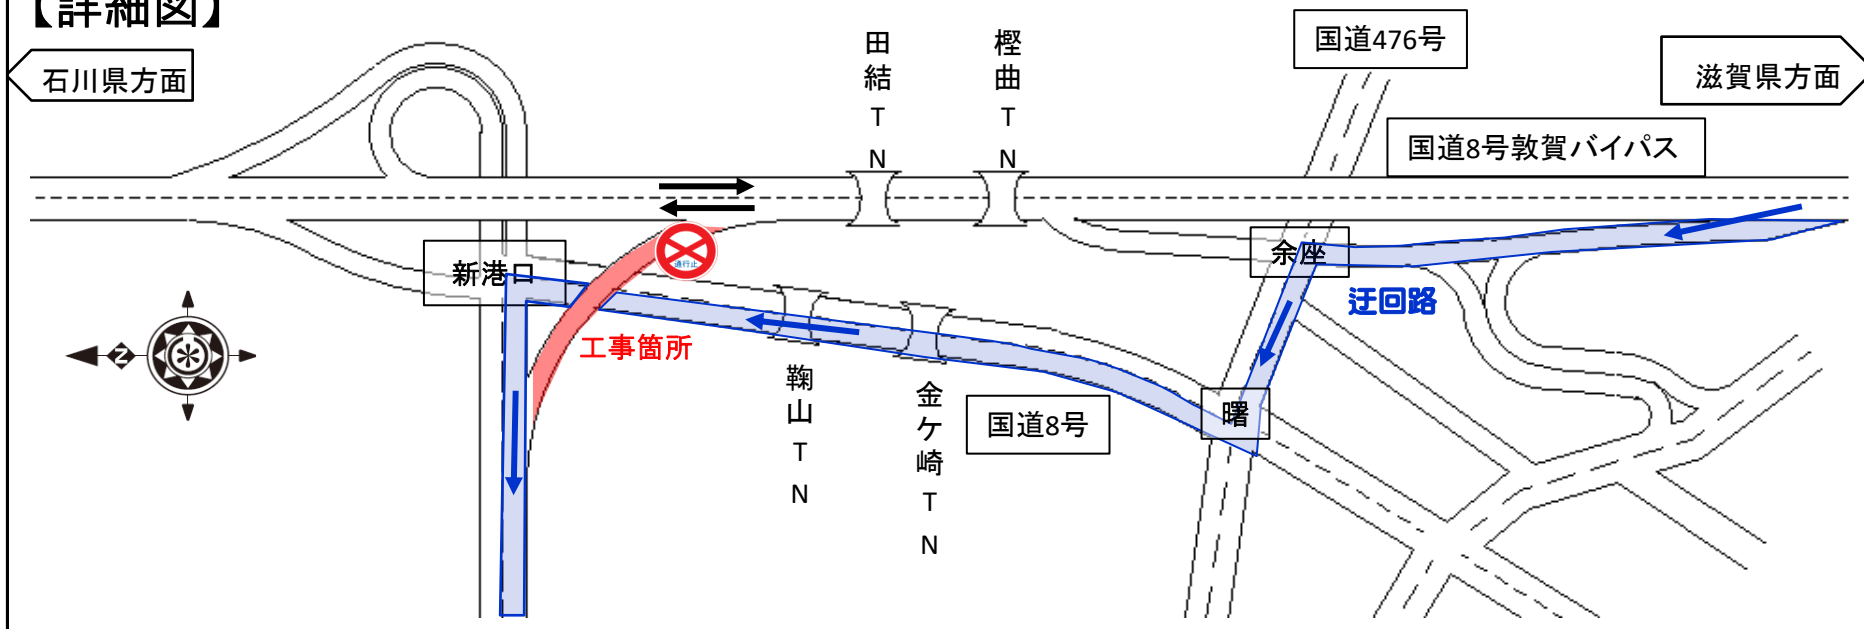 【詳細図】
石川県方面
田結TN
樫曲TN
国道476号
滋賀県方面
国道8号敦賀バイパス
通行止
新港口
余座
迂回路
工事箇所
N
鞠山TN
金ケ崎TN
国道8号
曙